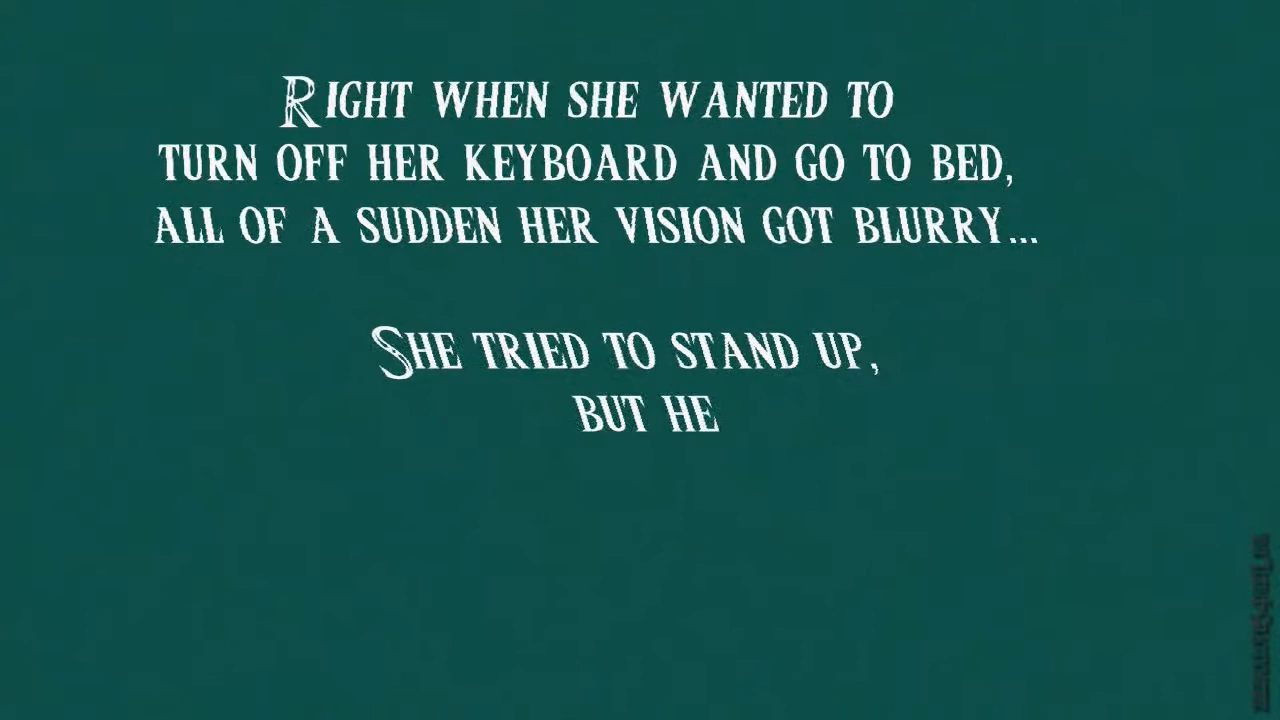 Right when she wanted to
turn off her keyboard and go to bed,
all of a sudden her vision got blurry...
She tried to stand up,
but he